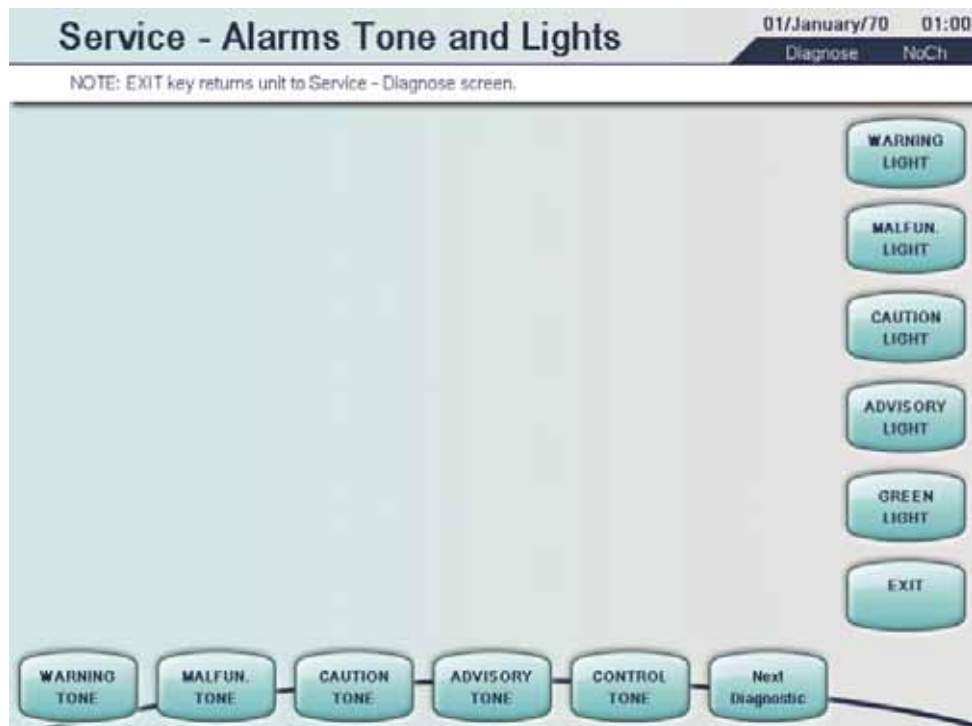 Service - Alarms Tone and Lights
01/January/70 01:00
Diagnose NoCh
NOTE: EXIT key returns unit to Service - Diagnose screen.
WARNING
LIGHT
MALFUN.
LIGHT
CAUTION
LIGHT
ADVISORY
LIGHT
GREEN
LIGHT
EXIT
WARNING
TONE
MALFUN.
TONE
CAUTION
TONE
ADVISORY
TONE
CONTROL
TONE
Next
Diagnostic